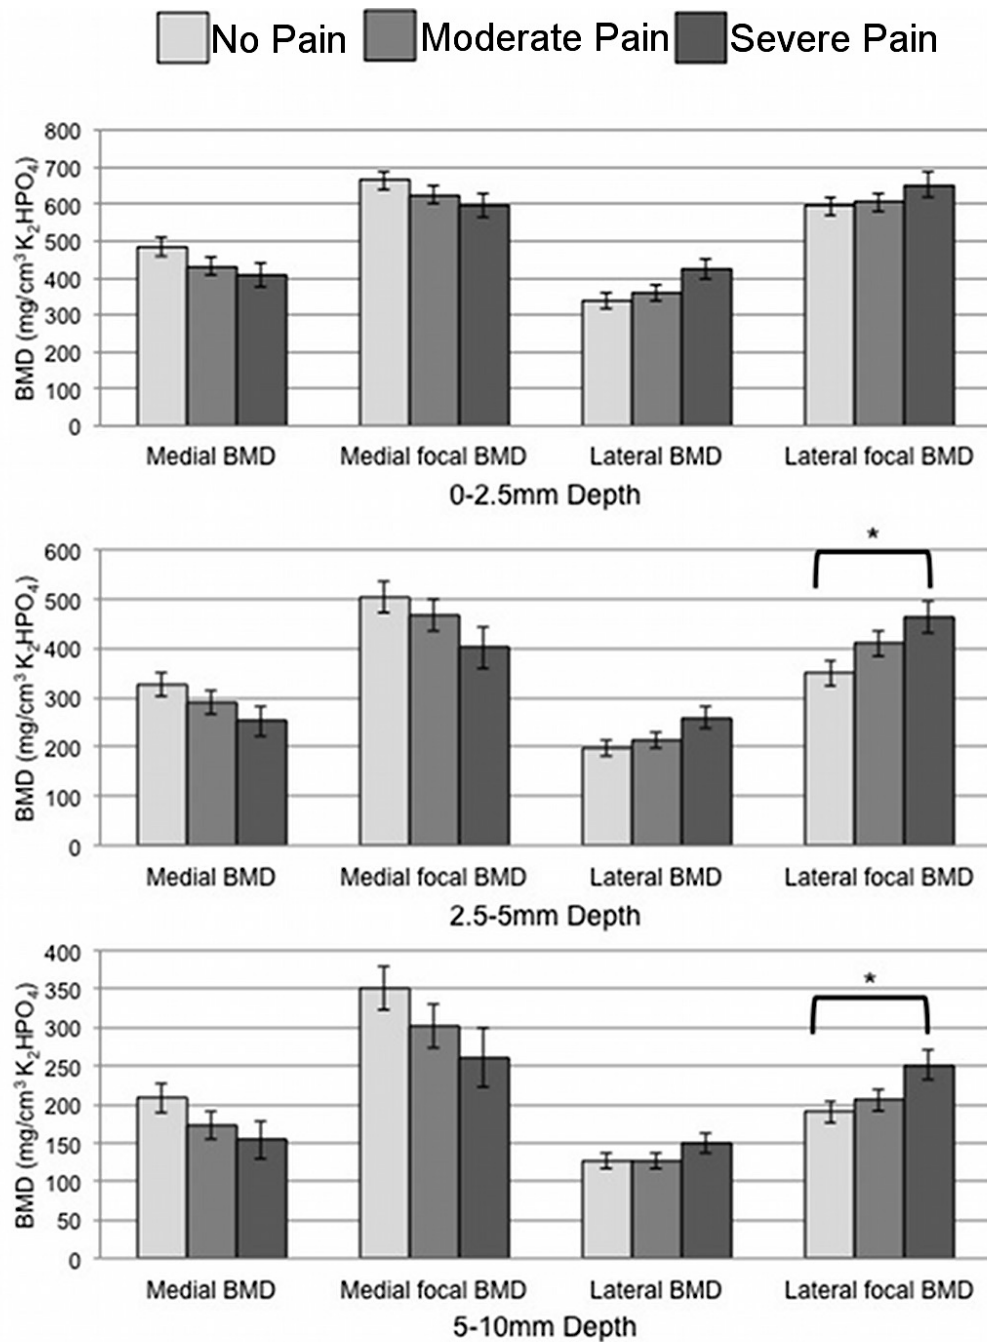 No Pain Moderate Pain Severe Pain
BMD (mg/cm³ K₂HPO₄)
800
700
600
500
400
300
200
100
0
Medial BMD Medial focal BMD Lateral BMD Lateral focal BMD
0-2.5mm Depth
BMD (mg/cm³ K₂HPO₄)
*
600
500
400
300
200
100
0
Medial BMD Medial focal BMD Lateral BMD Lateral focal BMD
2.5-5mm Depth
BMD (mg/cm³ K₂HPO₄)
*
400
350
300
250
200
150
100
50
0
Medial BMD Medial focal BMD Lateral BMD Lateral focal BMD
5-10mm Depth